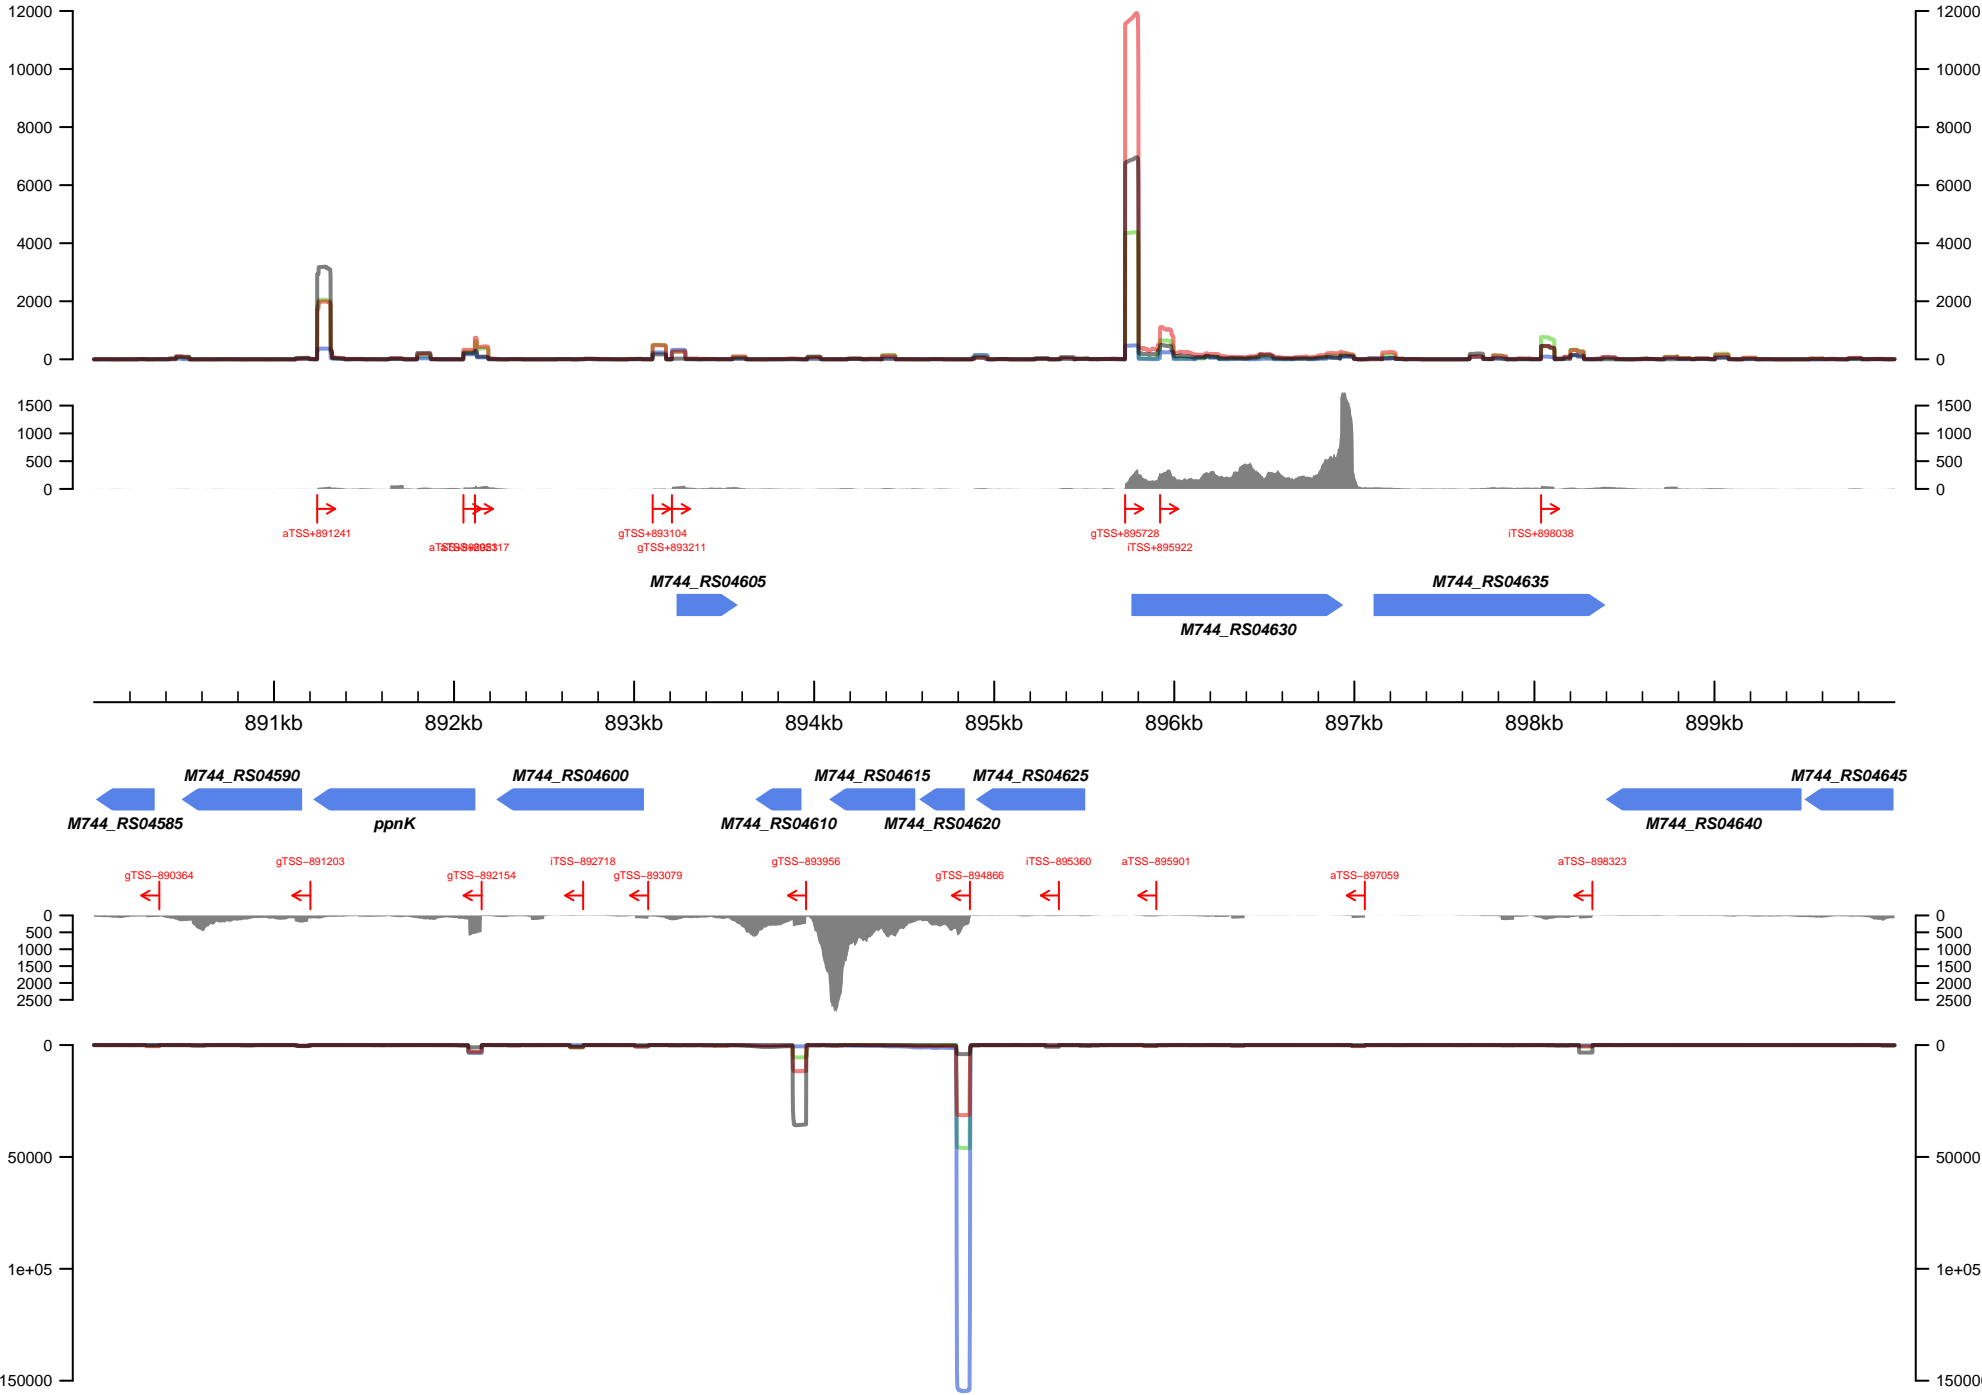 12000 12000
10000 10000
8000 8000
6000 6000
4000 4000
2000 2000
0 0
1500 1500
1000 1000
500 500
0 0
aTSS+891241 gTSS+893104 gTSS+895728 iTSS+898038
gTSS+893211 iTSS+895922
M744_RS04605 M744_RS04635
M744_RS04630
891kb 892kb 893kb 894kb 895kb 896kb 897kb 898kb 899kb
M744_RS04590 M744_RS04600 M744_RS04615 M744_RS04625 M744_RS04645
M744_RS04585 ppnK M744_RS04610 M744_RS04620 M744_RS04640
gTSS−891203 iTSS−892718 gTSS−893956 iTSS−895360 aTSS−895901 aTSS−898323
gTSS−890364 gTSS−892154 gTSS−893079 gTSS−894866 aTSS−897059
0 0
500 500
1000 1000
1500 1500
2000 2000
2500 2500
0 0
50000 50000
1e+05 1e+05